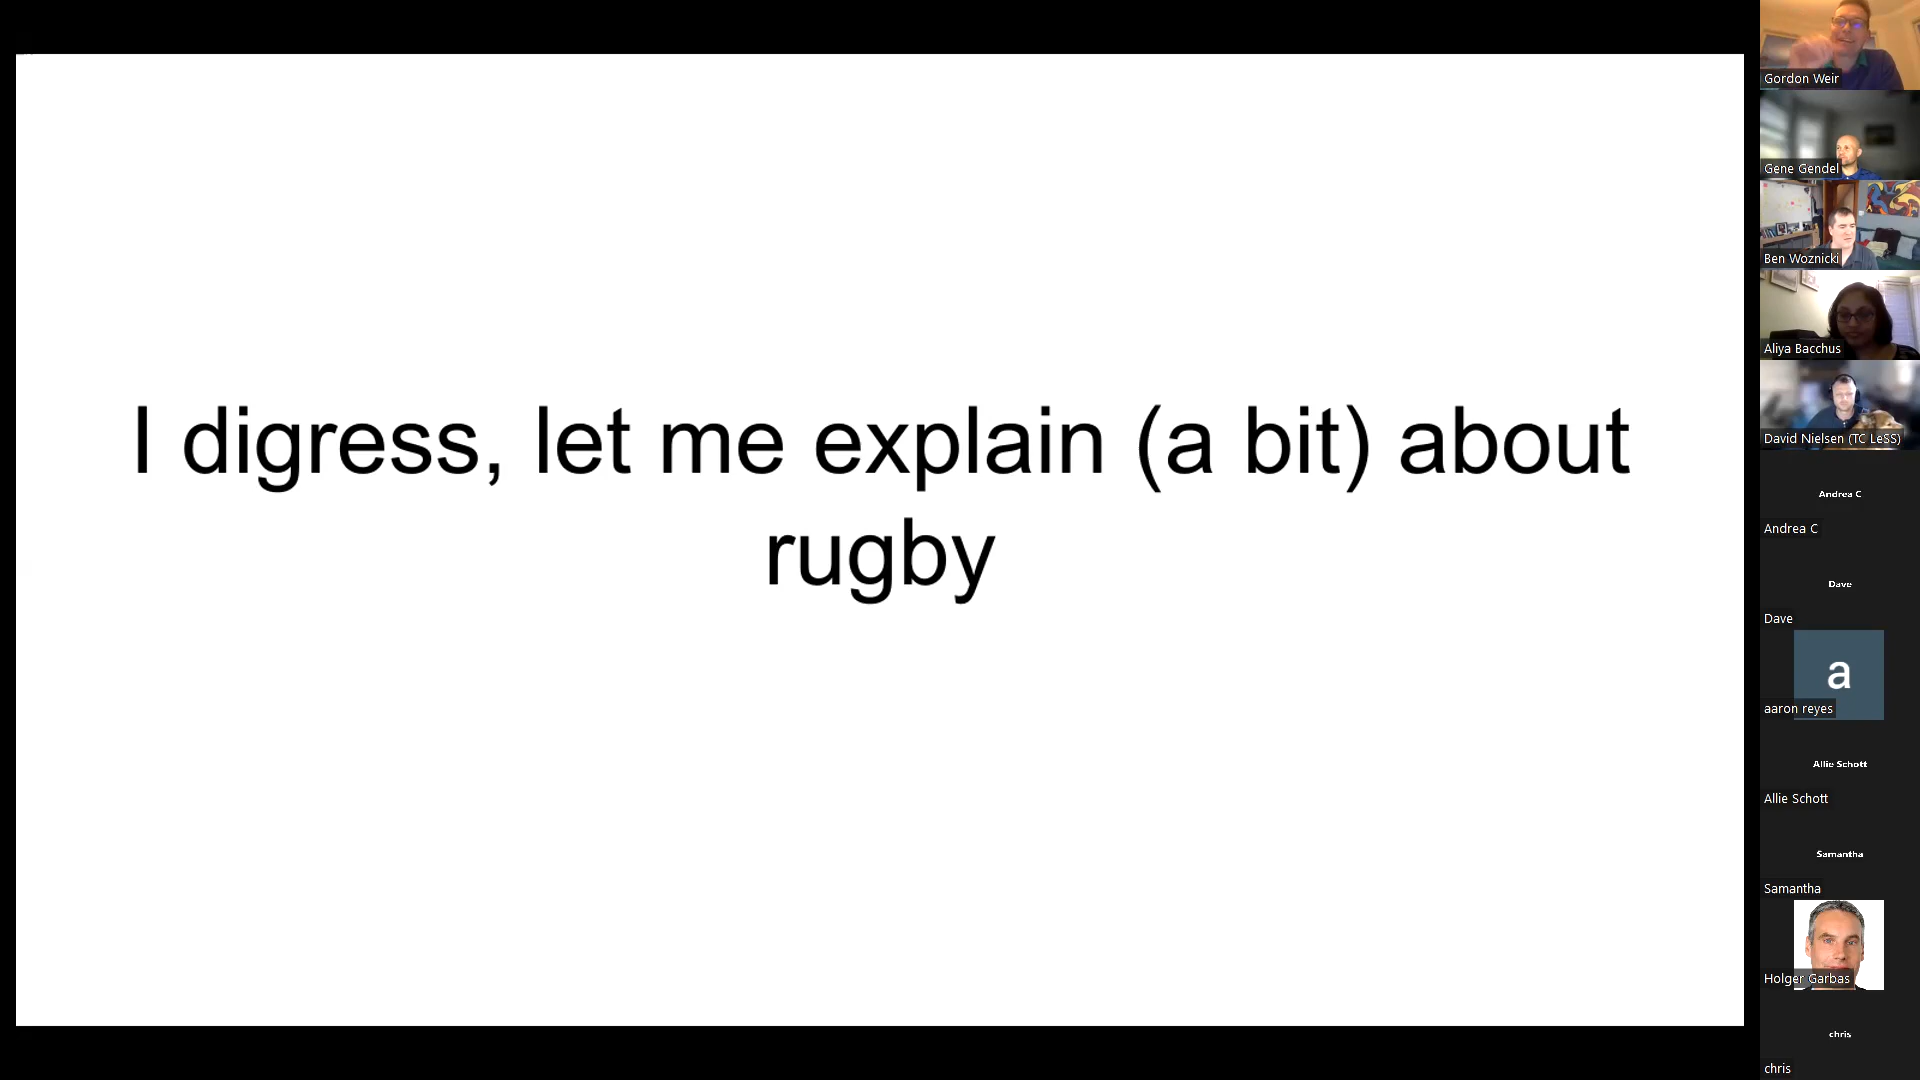 I digress, let me explain (a bit) about
rugby
Gordon Weir
Gene Gendel
Ben Woznicki
Aliya Bacchus
David Nielsen (TC LeSS)
Andrea C
Andrea C
Dave
Dave
a
aaron reyes
Allie Schott
Allie Schott
Samantha
Samantha
Holger Garbas
chris
chris